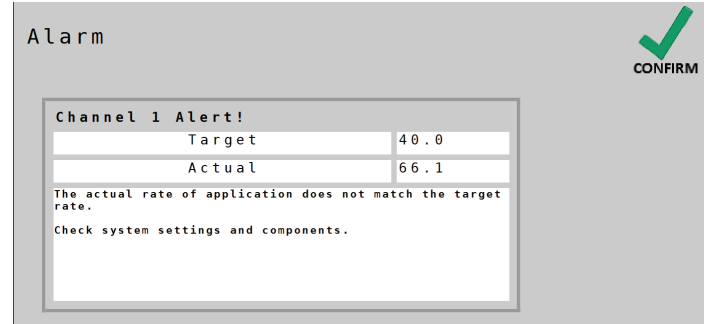 Alarm
CONFIRM
Channel 1 Alert!
Target 40.0
Actual 66.1
The actual rate of application does not match the target
rate.
Check system settings and components.